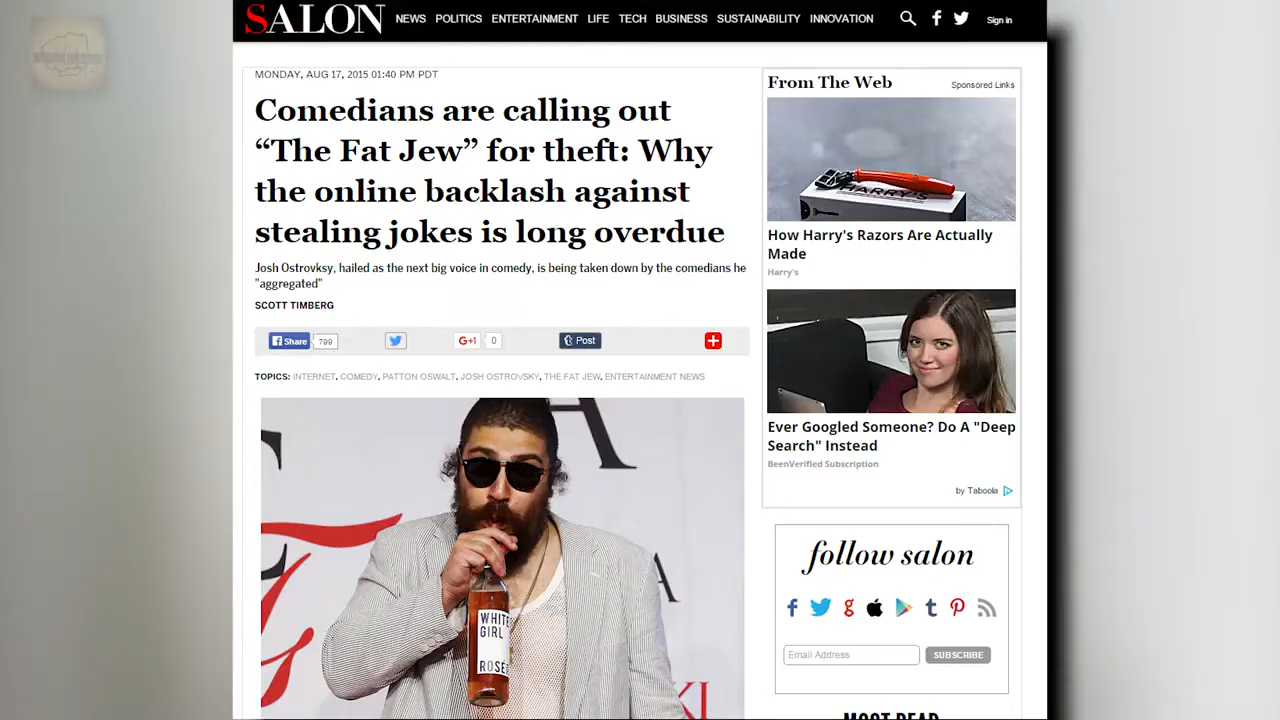 SALON
NEWS POLITICS ENTERTAINMENT LIFE TECH BUSINESS SUSTAINABILITY INNOVATION
Sign in
MONDAY, AUG 17, 2015 01:40 PM PDT
Comedians are calling out
“The Fat Jew” for theft: Why
the online backlash against
stealing jokes is long overdue
Josh Ostrovksy, hailed as the next big voice in comedy, is being taken down by the comedians he
"aggregated"
SCOTT TIMBERG
Share 799
G+1 0
Post
TOPICS: INTERNET, COMEDY, PATTON OSWALT, JOSH OSTROVSKY, THE FAT JEW, ENTERTAINMENT NEWS
WHITE
GIRL
ROSÉ
From The Web
Sponsored Links
HARRY'S
How Harry's Razors Are Actually
Made
Harry's
Ever Googled Someone? Do A "Deep
Search" Instead
BeenVerified Subscription
by Taboola
follow salon
Email Address
SUBSCRIBE
MOST READ